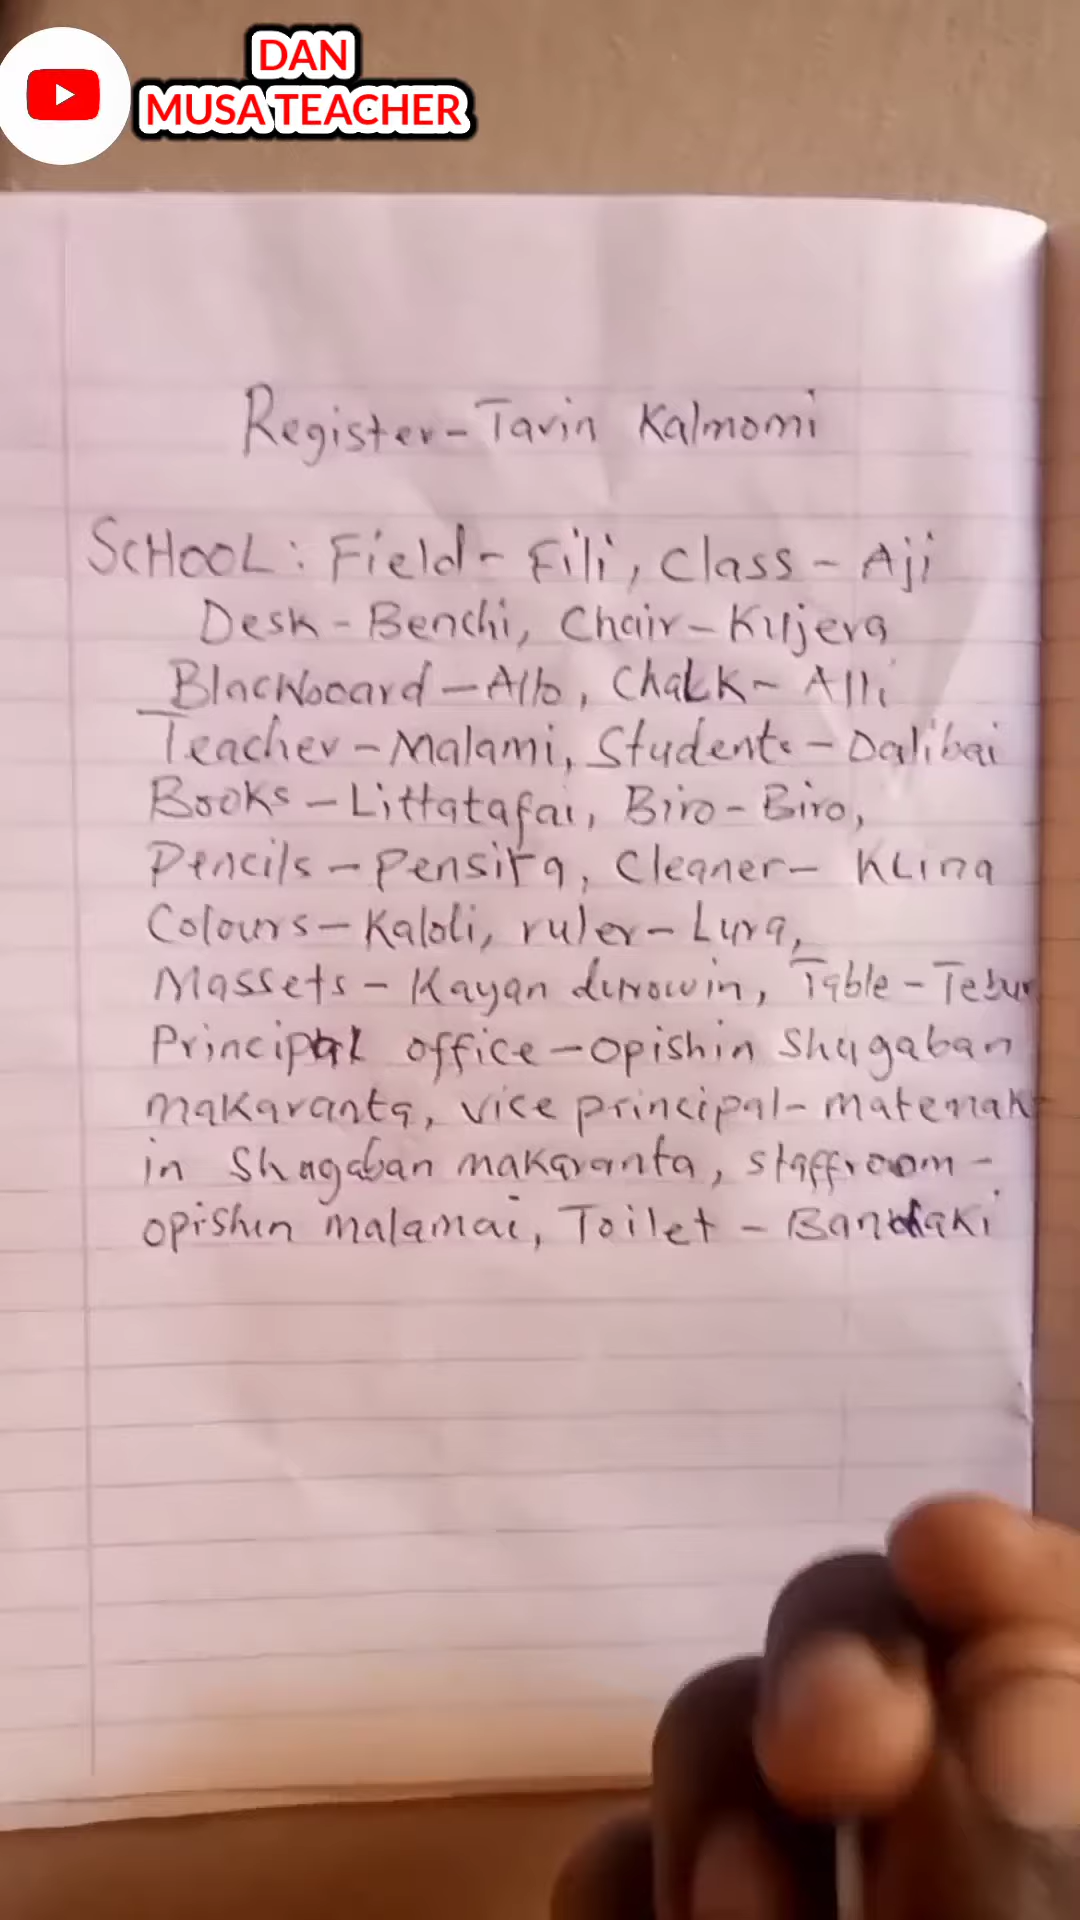 DAN
MUSA TEACHER
Register-Tarin Kalmomi
SCHOOL: Field- Fili, Class - Aji
Desk - Benchi, Chair-Kujera
Blackboard - Allo, Chalk- Alli
Teacher - Malami, Students - Dalibai
Books - Littatafai, Biro - Biro,
Pencils - Pensira, Cleaner- KLina
Colours - Kaloli, ruler - Lura,
Massets - Kayan durowin, Table - Tebur
Principal office - opishin Shugaban
makaranta, vice principal- matemak
in Shugaban makaranta, staffroom -
opishin malamai, Toilet - Bandaki